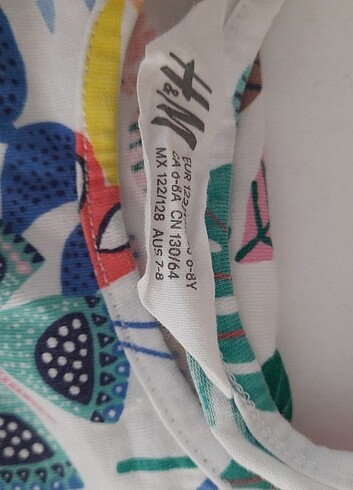 H&M
EUR 122
CA 6-8A CN 130/64
MX 122/128 AUS 7-8